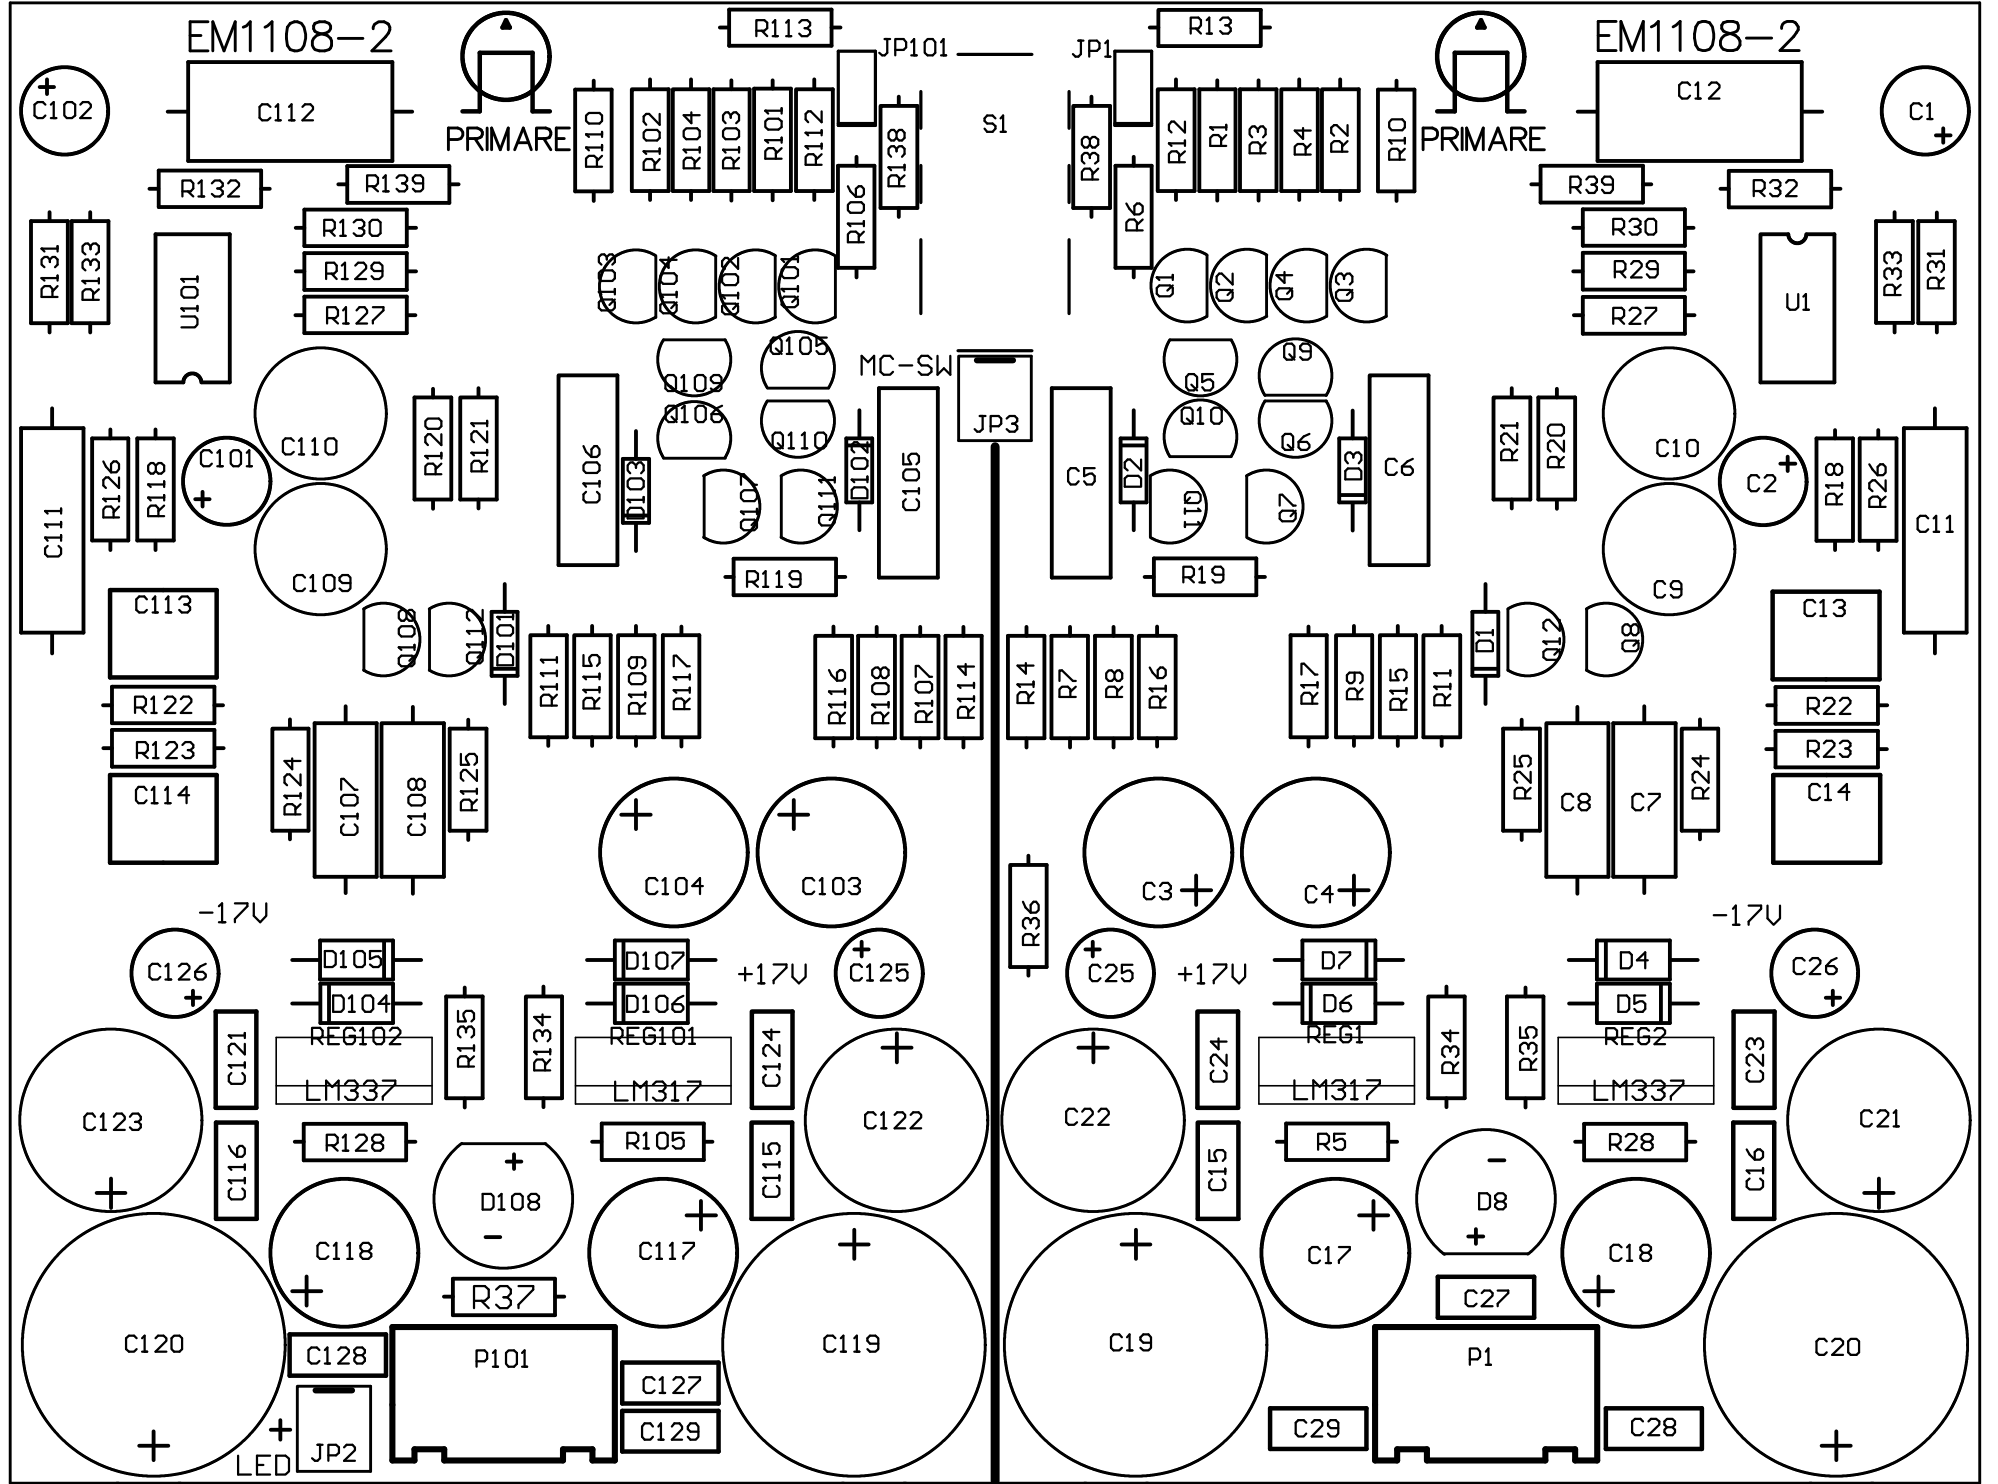 EM1108-2
R113
R13
EM1108-2
JP101
JP1
C102
C112
PRIMARE
R110
R102
R104
R103
R101
R112
R138
S1
R38
R12
R1
R3
R4
R2
R10
PRIMARE
C12
C1
R132
R139
R106
R6
R39
R32
R131
R133
U101
R130
R129
R127
Q103
Q104
Q102
Q101
Q1
Q2
Q4
Q3
R30
R29
R27
U1
R33
R31
Q105
MC-SW
Q109
Q106
Q110
JP3
Q5
Q9
Q10
Q6
C110
C101
R120
R121
C106
D103
D102
C105
C5
D2
D3
C6
R21
R20
C10
C2
R18
R26
C111
R126
R118
Q107
Q111
Q11
Q7
C11
C109
R119
R19
C9
C113
Q108
Q112
D101
D1
Q12
Q8
C13
R111
R115
R109
R117
R116
R108
R107
R114
R14
R7
R8
R16
R17
R9
R15
R11
R122
R123
R22
R23
C114
R124
C107
C108
R125
R25
C8
C7
R24
C14
C104
C103
C3
C4
-17V
R36
-17V
C126
D105
D107
+17V
C125
C25
+17V
D7
D4
C26
D104
D106
D6
D5
C121
REG102
LM337
R135
R134
REG101
LM317
C124
C24
REG1
LM317
R34
R35
REG2
LM337
C23
C123
C122
C22
C21
R128
R105
R5
R28
C116
D108
C115
C15
D8
C16
C118
C117
C17
C18
R37
C27
C120
C128
P101
C119
C19
P1
C20
C127
C129
C29
C28
+
LED
JP2